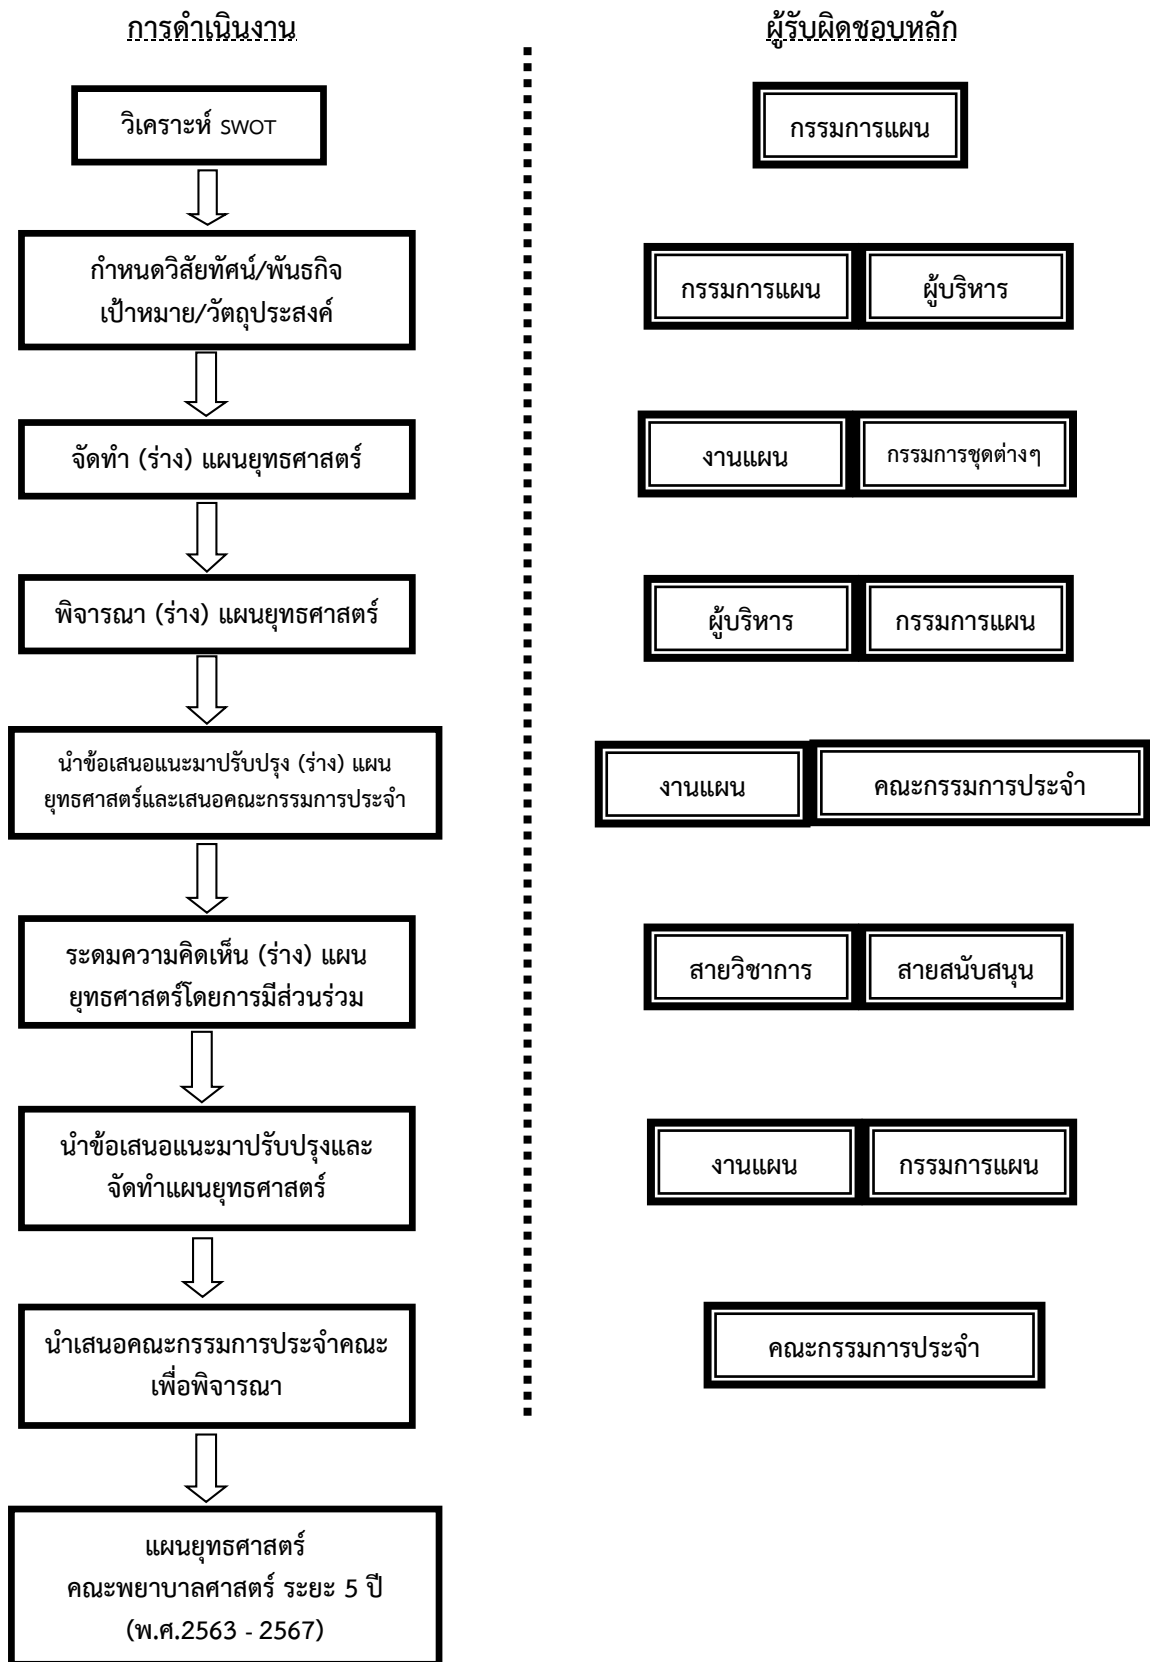 การดำเนินงาน
ผู้รับผิดชอบหลัก
วิเคราะห์ SWOT
กรรมการแผน
กำหนดวิสัยทัศน์/พันธกิจ
เป้าหมาย/วัตถุประสงค์
กรรมการแผน
ผู้บริหาร
จัดทำ (ร่าง) แผนยุทธศาสตร์
งานแผน
กรรมการชุดต่างๆ
พิจารณา (ร่าง) แผนยุทธศาสตร์
ผู้บริหาร
กรรมการแผน
นำข้อเสนอแนะมาปรับปรุง (ร่าง) แผน
ยุทธศาสตร์และเสนอคณะกรรมการประจำ
งานแผน
คณะกรรมการประจำ
ระดมความคิดเห็น (ร่าง) แผน
ยุทธศาสตร์โดยการมีส่วนร่วม
สายวิชาการ
สายสนับสนุน
นำข้อเสนอแนะมาปรับปรุงและ
จัดทำแผนยุทธศาสตร์
งานแผน
กรรมการแผน
นำเสนอคณะกรรมการประจำคณะ
เพื่อพิจารณา
คณะกรรมการประจำ
แผนยุทธศาสตร์
คณะพยาบาลศาสตร์ ระยะ 5 ปี
(พ.ศ.2563 - 2567)